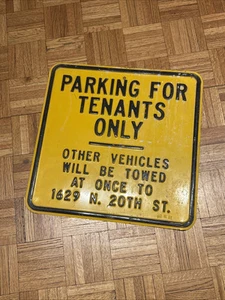 PARKING FOR
TENANTS
ONLY
OTHER VEHICLES
WILL BE TOWED
AT ONCE TO
1629 N. 20TH ST.